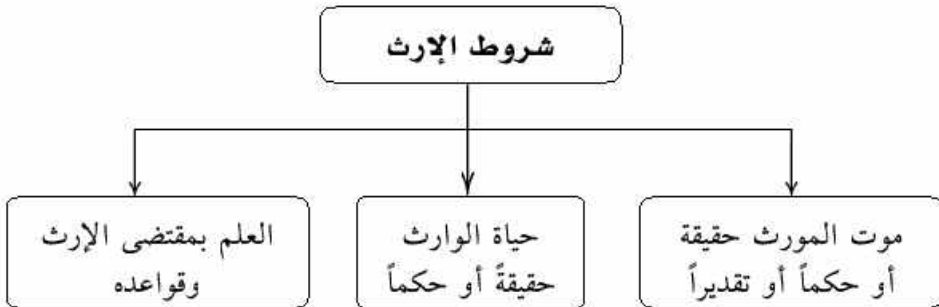 شروط الإرث
موت المورث حقيقة
أو حكماً أو تقديراً
حياة الوارث
حقيقةً أو حكماً
العلم بمقتضى الإرث
وقواعده